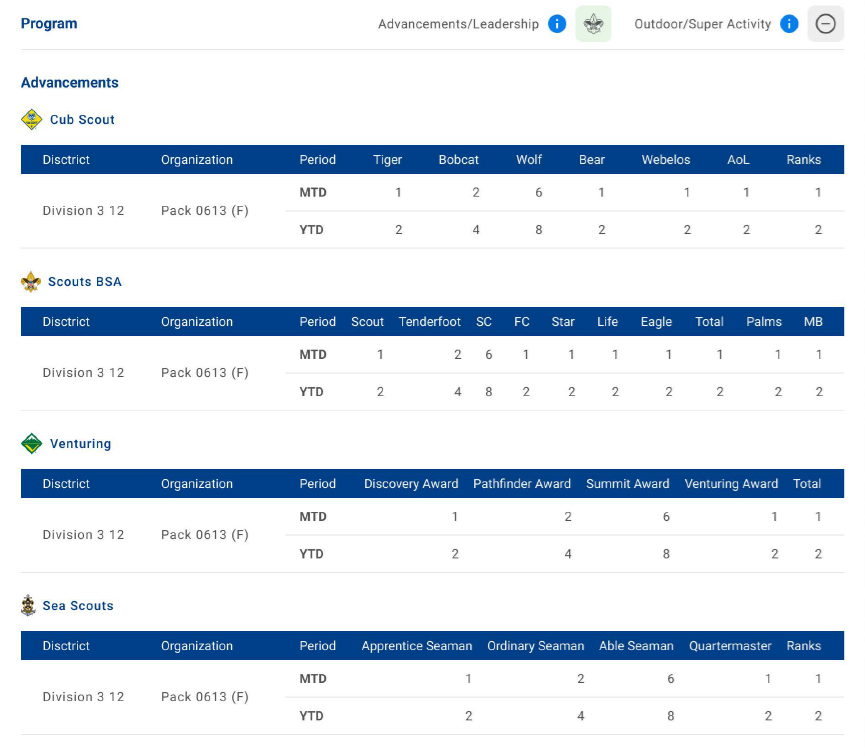 Program Advancements/Leadership Outdoor/Super Activity
Advancements
Cub Scout
Disctrict Organization Period Tiger Bobcat Wolf Bear Webelos AoL Ranks
MTD 1 2 6 1 1 1 1
Division 3 12 Pack 0613 (F)
YTD 2 4 8 2 2 2 2
Scouts BSA
Disctrict Organization Period Scout Tenderfoot SC FC Star Life Eagle Total Palms MB
MTD 1 2 6 1 1 1 1 1 1 1
Division 3 12 Pack 0613 (F)
YTD 2 4 8 2 2 2 2 2 2 2
Venturing
Disctrict Organization Period Discovery Award Pathfinder Award Summit Award Venturing Award Total
MTD 1 2 6 1 1
Division 3 12 Pack 0613 (F)
YTD 2 4 8 2 2
Sea Scouts
Disctrict Organization Period Apprentice Seaman Ordinary Seaman Able Seaman Quartermaster Ranks
MTD 1 2 6 1 1
Division 3 12 Pack 0613 (F)
YTD 2 4 8 2 2